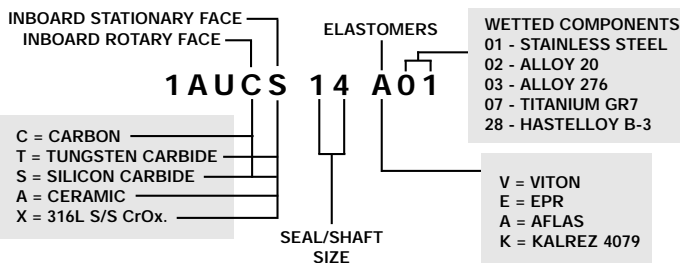 INBOARD STATIONARY FACE
INBOARD ROTARY FACE
ELASTOMERS
WETTED COMPONENTS
01 - STAINLESS STEEL
02 - ALLOY 20
03 - ALLOY 276
07 - TITANIUM GR7
28 - HASTELLOY B-3
1AUCS 14 A01
C = CARBON
T = TUNGSTEN CARBIDE
S = SILICON CARBIDE
A = CERAMIC
X = 316L S/S CrOx.
SEAL/SHAFT
SIZE
V = VITON
E = EPR
A = AFLAS
K = KALREZ 4079